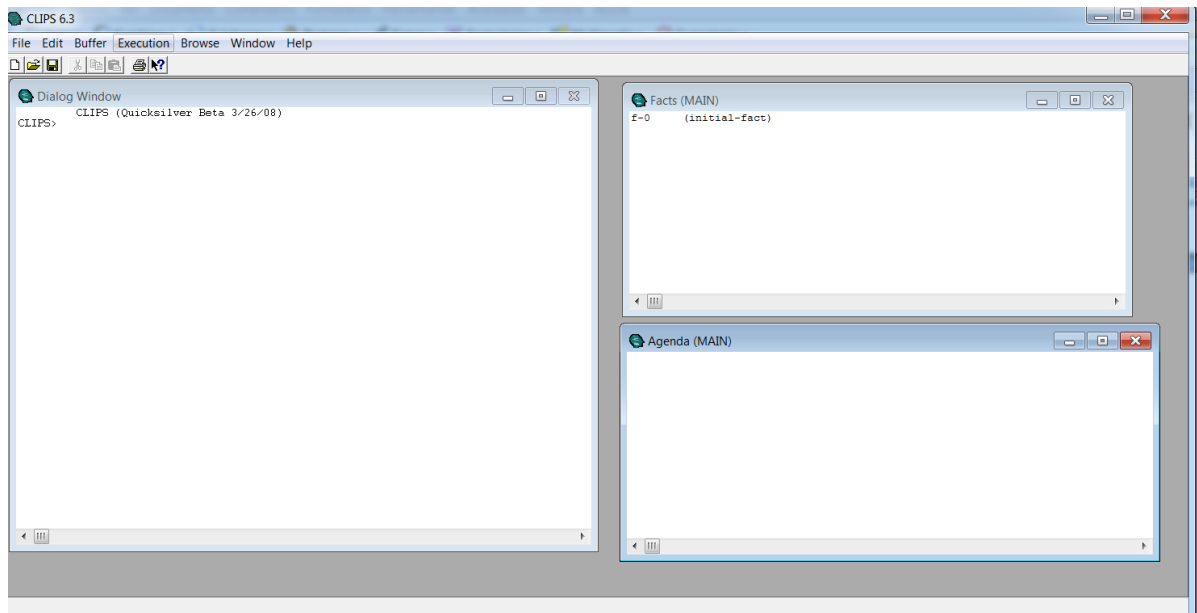 CLIPS 6.3
File Edit Buffer Execution Browse Window Help
Dialog Window
CLIPS (Quicksilver Beta 3/26/08)
CLIPS>
Facts (MAIN)
f-0 (initial-fact)
Agenda (MAIN)